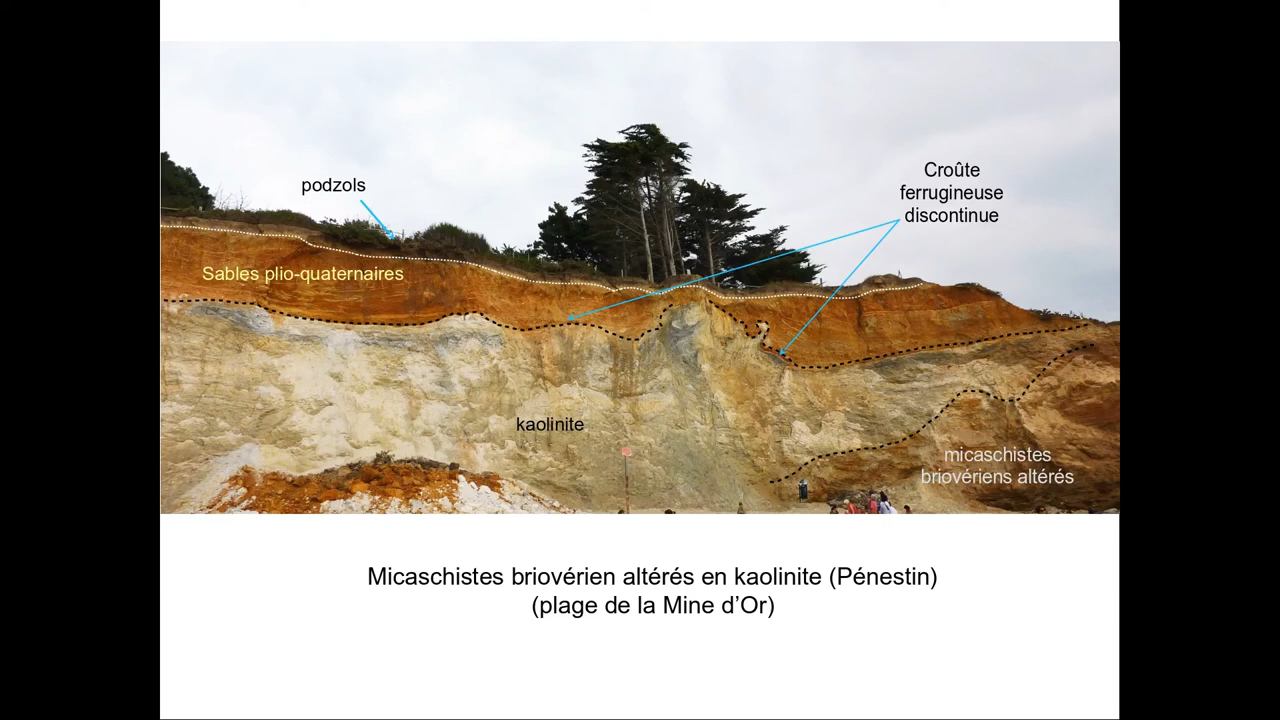 podzols
Croûte
ferrugineuse
discontinue
Sables plio-quaternaires
kaolinite
micaschistes
briovériens altérés
Micaschistes briovérien altérés en kaolinite (Pénestin)
(plage de la Mine d’Or)